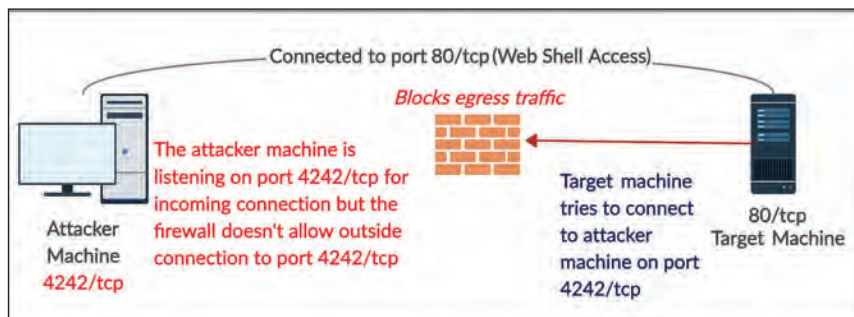 Connected to port 80/tcp (Web Shell Access)
Blocks egress traffic
The attacker machine is
listening on port 4242/tcp for
incoming connection but the
firewall doesn't allow outside
connection to port 4242/tcp
Attacker
Machine
4242/tcp
Target machine
tries to connect
to attacker
machine on port
4242/tcp
80/tcp
Target Machine